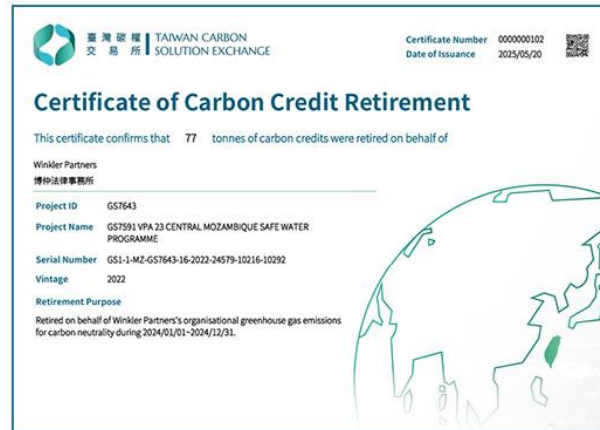 臺灣碳權
交易所
TAIWAN CARBON
SOLUTION EXCHANGE
Certificate Number 0000000102
Date of Issuance 2025/05/20
Certificate of Carbon Credit Retirement
This certificate confirms that 77 tonnes of carbon credits were retired on behalf of
Winkler Partners
博仲法律事務所
Project ID GS7643
Project Name GS7591 VPA 23 CENTRAL MOZAMBIQUE SAFE WATER
PROGRAMME
Serial Number GS1-1-MZ-GS7643-16-2022-24579-10216-10292
Vintage 2022
Retirement Purpose
Retired on behalf of Winkler Partners's organisational greenhouse gas emissions
for carbon neutrality during 2024/01/01~2024/12/31.